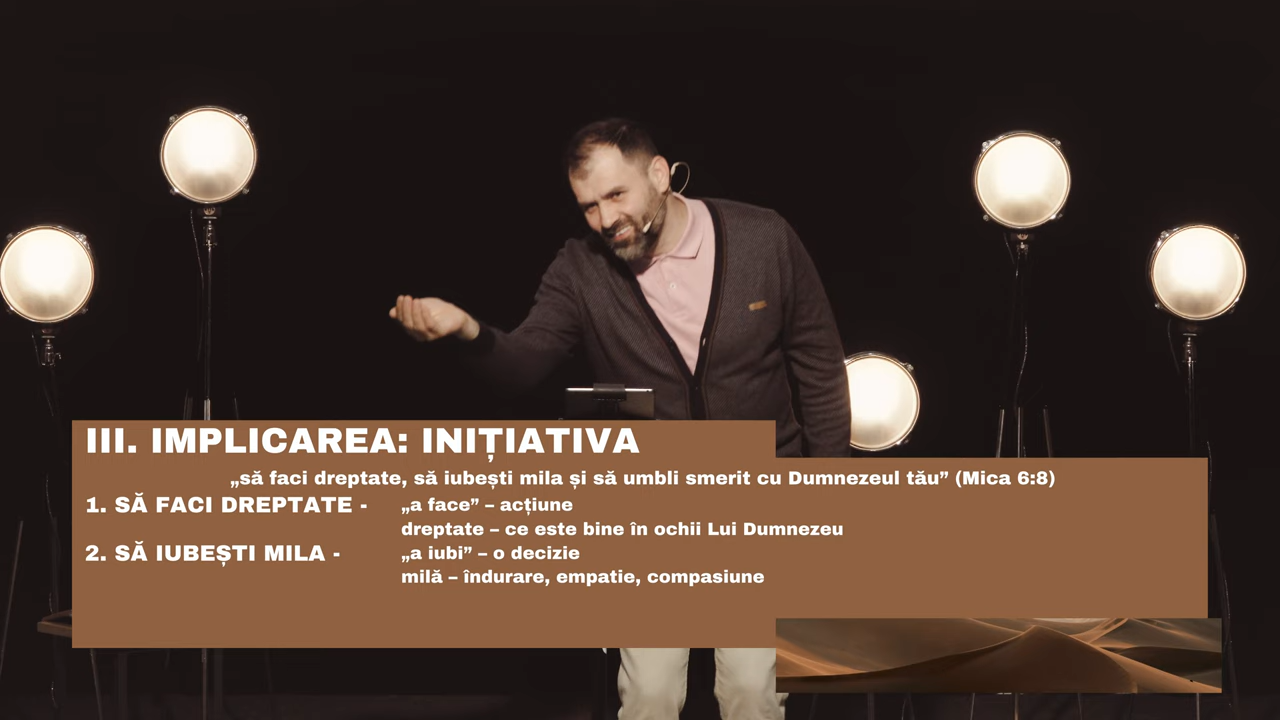 III. IMPLICAREA: INIȚIATIVA
„să faci dreptate, să iubești mila și să umbli smerit cu Dumnezeul tău” (Mica 6:8)
1. SĂ FACI DREPTATE - „a face” – acțiune
dreptate – ce este bine în ochii Lui Dumnezeu
2. SĂ IUBEȘTI MILA - „a iubi” – o decizie
milă – îndurare, empatie, compasiune